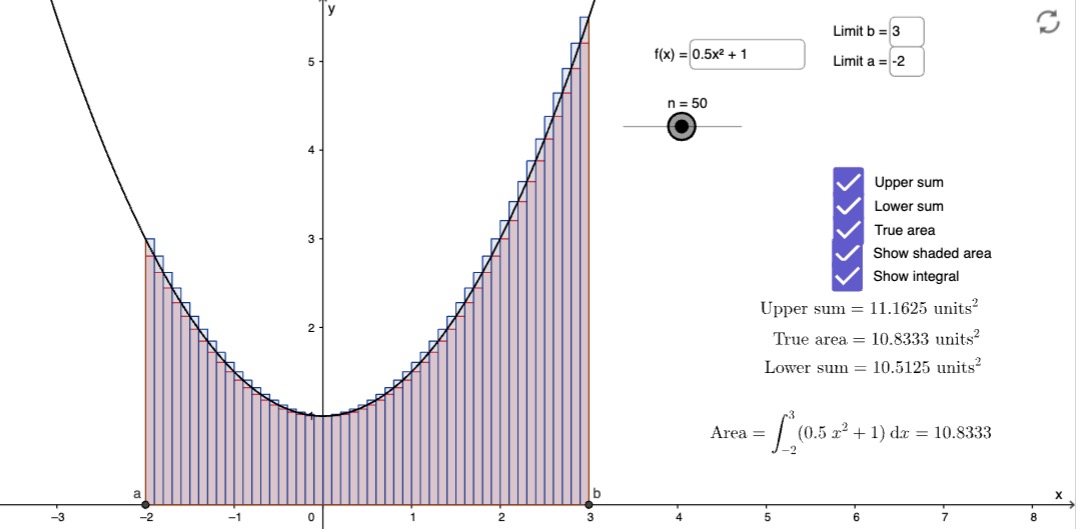 y
5
4
3
2
1
a
b
x
−3
−2
−1
0
1
2
3
4
5
6
7
8
f(x) = 0.5x² + 1
Limit b = 3
Limit a = -2
n = 50
Upper sum
Lower sum
True area
Show shaded area
Show integral
Upper sum = 11.1625 units²
True area = 10.8333 units²
Lower sum = 10.5125 units²
Area = ∫₋₂³ (0.5 x² + 1) dx = 10.8333